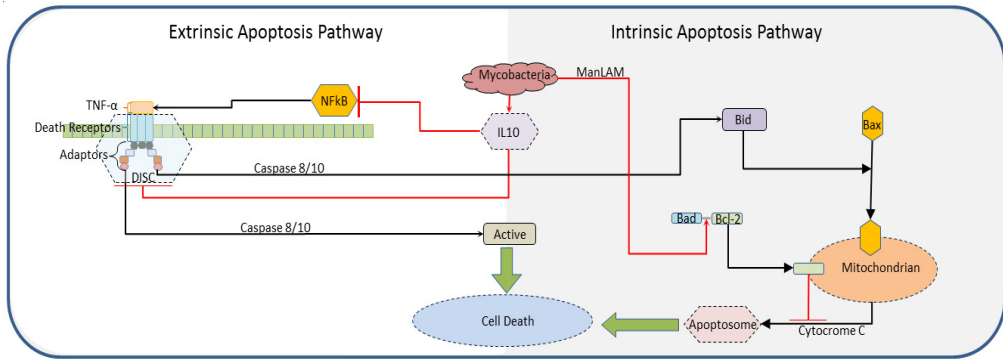 Extrinsic Apoptosis Pathway
Intrinsic Apoptosis Pathway
Mycobacteria
ManLAM
TNF-α
NFkB
Death Receptors
IL10
Bid
Bax
Adaptors
DISC
Caspase 8/10
Bad
Bcl-2
Caspase 8/10
Active
Mitochondrian
Cell Death
Apoptosome
Cytocrome C